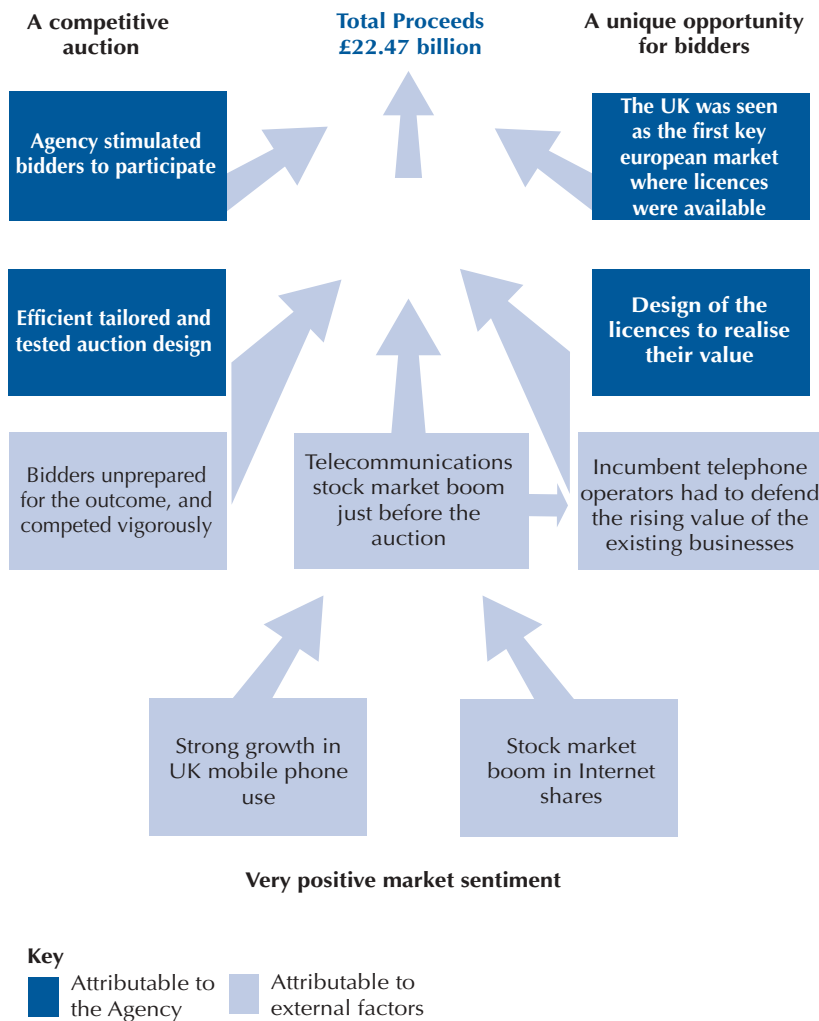 A competitive
auction
Total Proceeds
£22.47 billion
A unique opportunity
for bidders
Agency stimulated
bidders to participate
The UK was seen
as the first key
european market
where licences
were available
Efficient tailored and
tested auction design
Design of the
licences to realise
their value
Bidders unprepared
for the outcome, and
competed vigorously
Telecommunications
stock market boom
just before the
auction
Incumbent telephone
operators had to defend
the rising value of the
existing businesses
Strong growth in
UK mobile phone
use
Stock market
boom in Internet
shares
Very positive market sentiment
Key
Attributable to
the Agency
Attributable to
external factors